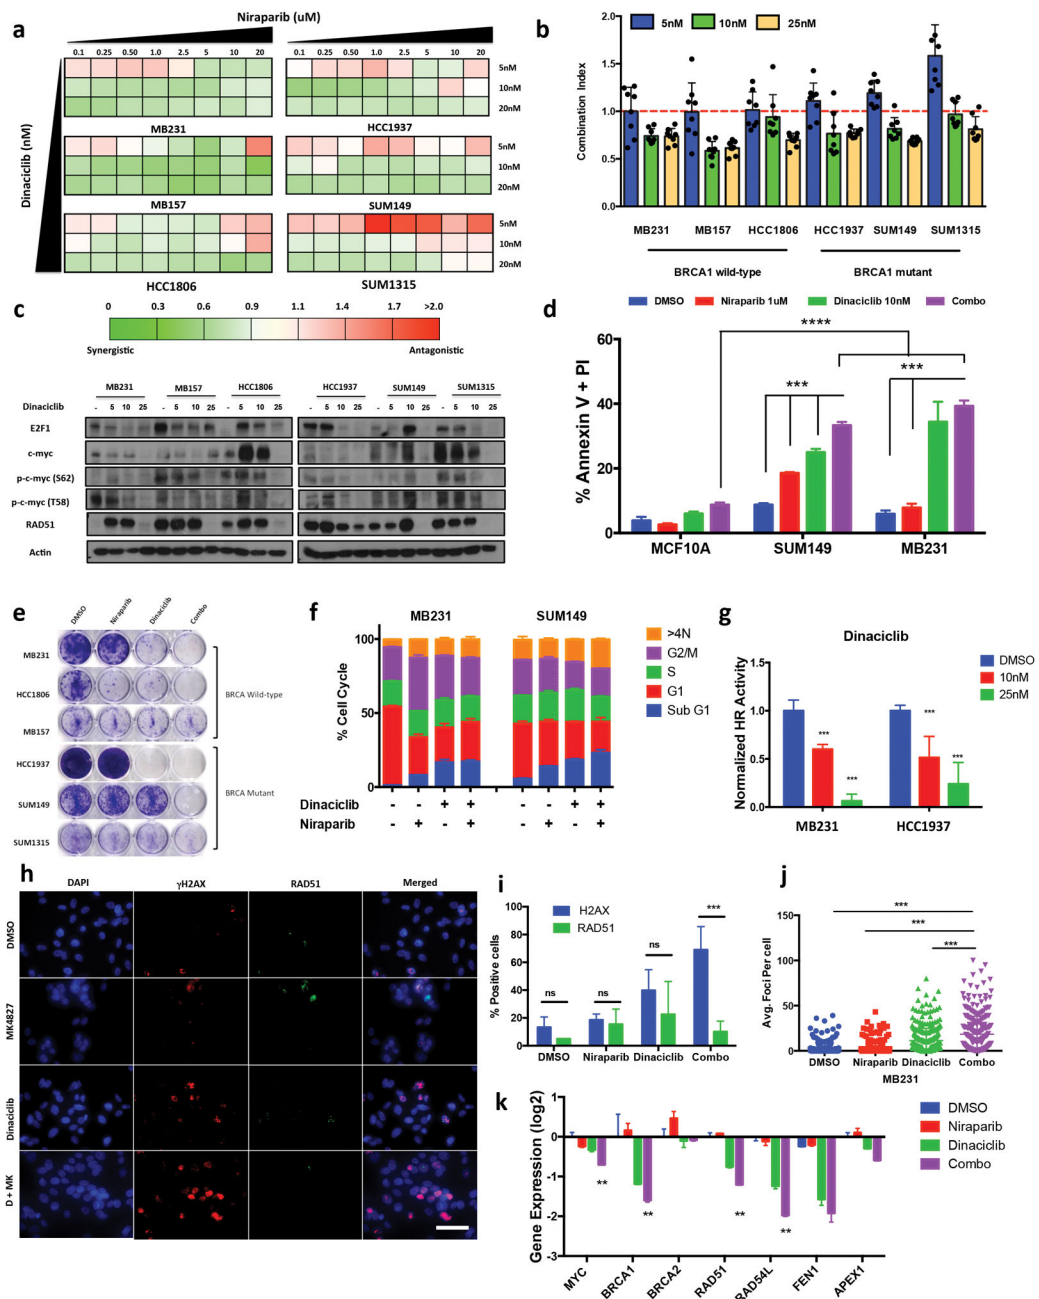 a
Niraparib (uM)
0.1 0.25 0.50 1.0 2.5 5 10 20
0.1 0.25 0.50 1.0 2.5 5 10 20
Dinaciclib (nM)
5nM
10nM
20nM
MB231 HCC1937
5nM
10nM
20nM
MB157 SUM149
5nM
10nM
20nM
HCC1806 SUM1315
b
5nM 10nM 25nM
Combination Index
2.0
1.5
1.0
0.5
0.0
MB231 MB157 HCC1806 HCC1937 SUM149 SUM1315
BRCA1 wild-type BRCA1 mutant
c
0 0.3 0.6 0.9 1.1 1.4 1.7 >2.0
Synergistic Antagonistic
MB231 MB157 HCC1806 HCC1937 SUM149 SUM1315
Dinaciclib - 5 10 25 - 5 10 25 - 5 10 25 - 5 10 25 - 5 10 25 - 5 10 25
E2F1
c-myc
p-c-myc (S62)
p-c-myc (T58)
RAD51
Actin
d
DMSO Niraparib 1uM Dinaciclib 10nM Combo
% Annexin V + PI
60
40
20
0
****
***
***
MCF10A SUM149 MB231
e
DMSO Niraparib Dinaciclib Combo
MB231
HCC1806
MB157
BRCA Wild-type
HCC1937
SUM149
SUM1315
BRCA Mutant
f
MB231 SUM149
% Cell Cycle
100
50
0
>4N
G2/M
S
G1
Sub G1
Dinaciclib - - + + - - + +
Niraparib - + - + - + - +
g
Dinaciclib
Normalized HR Activity
1.5
1.0
0.5
0.0
DMSO
10nM
25nM
***
***
***
***
MB231 HCC1937
h
DAPI γH2AX RAD51 Merged
DMSO
MK4827
Dinaciclib
D + MK
i
% Positive cells
100
80
60
40
20
0
H2AX
RAD51
ns
ns
ns
***
DMSO Niraparib Dinaciclib Combo
j
Avg. Foci Per cell
150
100
50
0
***
***
***
DMSO Niraparib Dinaciclib Combo
MB231
k
Gene Expression (log2)
1
0
-1
-2
-3
DMSO
Niraparib
Dinaciclib
Combo
**
**
**
**
MYC BRCA1 BRCA2 RAD51 RAD54L FEN1 APEX1